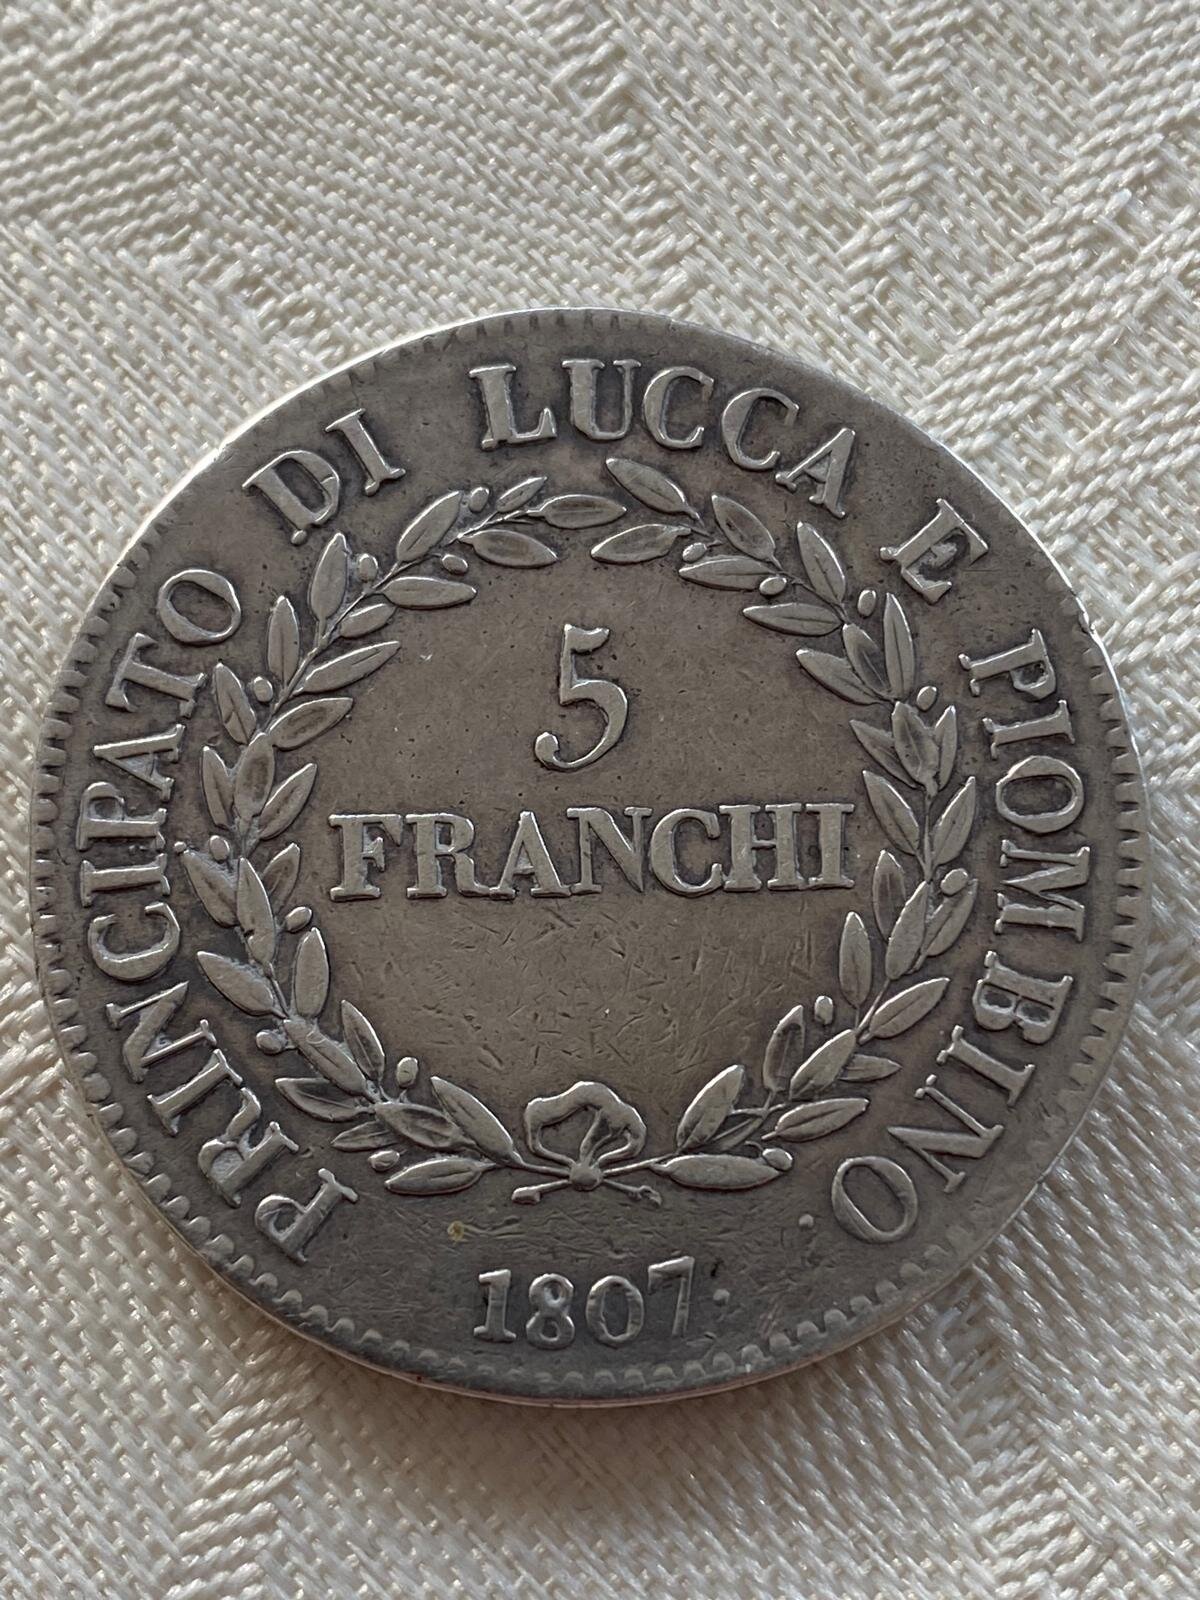 PRINCIPATO DI LUCCA E PIOMBINO
5
FRANCHI
1807.